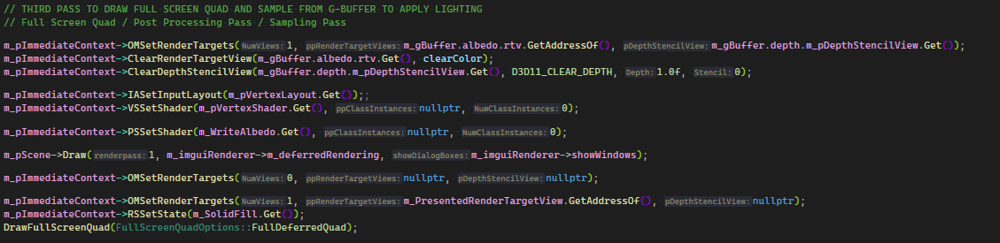 // THIRD PASS TO DRAW FULL SCREEN QUAD AND SAMPLE FROM G-BUFFER TO APPLY LIGHTING
// Full Screen Quad / Post Processing Pass / Sampling Pass
m_pImmediateContext->OMSetRenderTargets(NumViews:1, ppRenderTargetViews:m_gBuffer.albedo.rtv.GetAddressOf(), pDepthStencilView:m_gBuffer.depth.m_pDepthStencilView.Get());
m_pImmediateContext->ClearRenderTargetView(m_gBuffer.albedo.rtv.Get(), clearColor);
m_pImmediateContext->ClearDepthStencilView(m_gBuffer.depth.m_pDepthStencilView.Get(), D3D11_CLEAR_DEPTH, Depth:1.0f, Stencil:0);
m_pImmediateContext->IASetInputLayout(m_pVertexLayout.Get());;
m_pImmediateContext->VSSetShader(m_pVertexShader.Get(), ppClassInstances:nullptr, NumClassInstances:0);
m_pImmediateContext->PSSetShader(m_WriteAlbedo.Get(), ppClassInstances:nullptr, NumClassInstances:0);
m_pScene->Draw(renderpass:1, m_imguiRenderer->m_deferredRendering, showDialogBoxes:m_imguiRenderer->showWindows);
m_pImmediateContext->OMSetRenderTargets(NumViews:0, ppRenderTargetViews:nullptr, pDepthStencilView:nullptr);
m_pImmediateContext->OMSetRenderTargets(NumViews:1, ppRenderTargetViews:m_PresentedRenderTargetView.GetAddressOf(), pDepthStencilView:nullptr);
m_pImmediateContext->RSSetState(m_SolidFill.Get());
DrawFullScreenQuad(FullScreenQuadOptions::FullDeferredQuad);